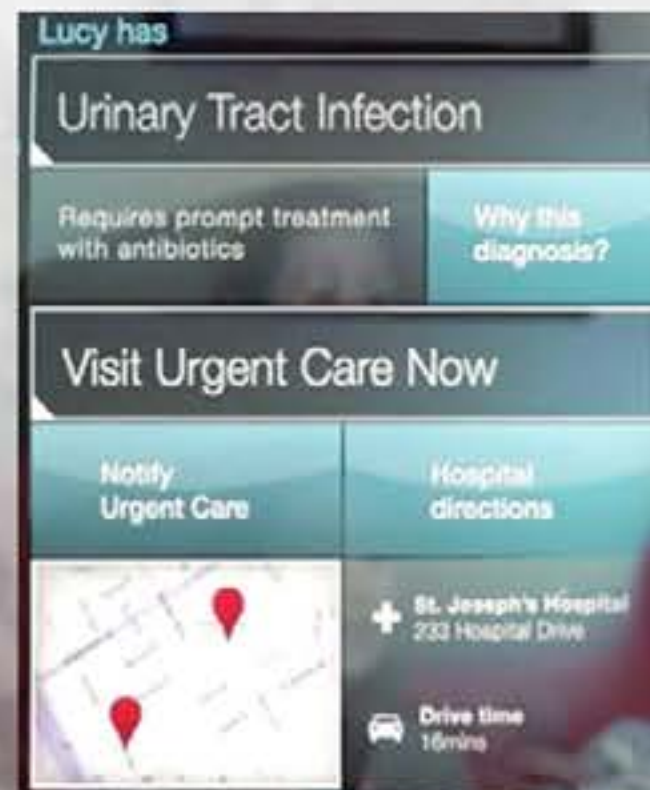 Lucy has
Urinary Tract Infection
Requires prompt treatment
with antibiotics
Why this
diagnosis?
Visit Urgent Care Now
Notify
Urgent Care
Hospital
directions
St. Joseph's Hospital
233 Hospital Drive
Drive time
16mins